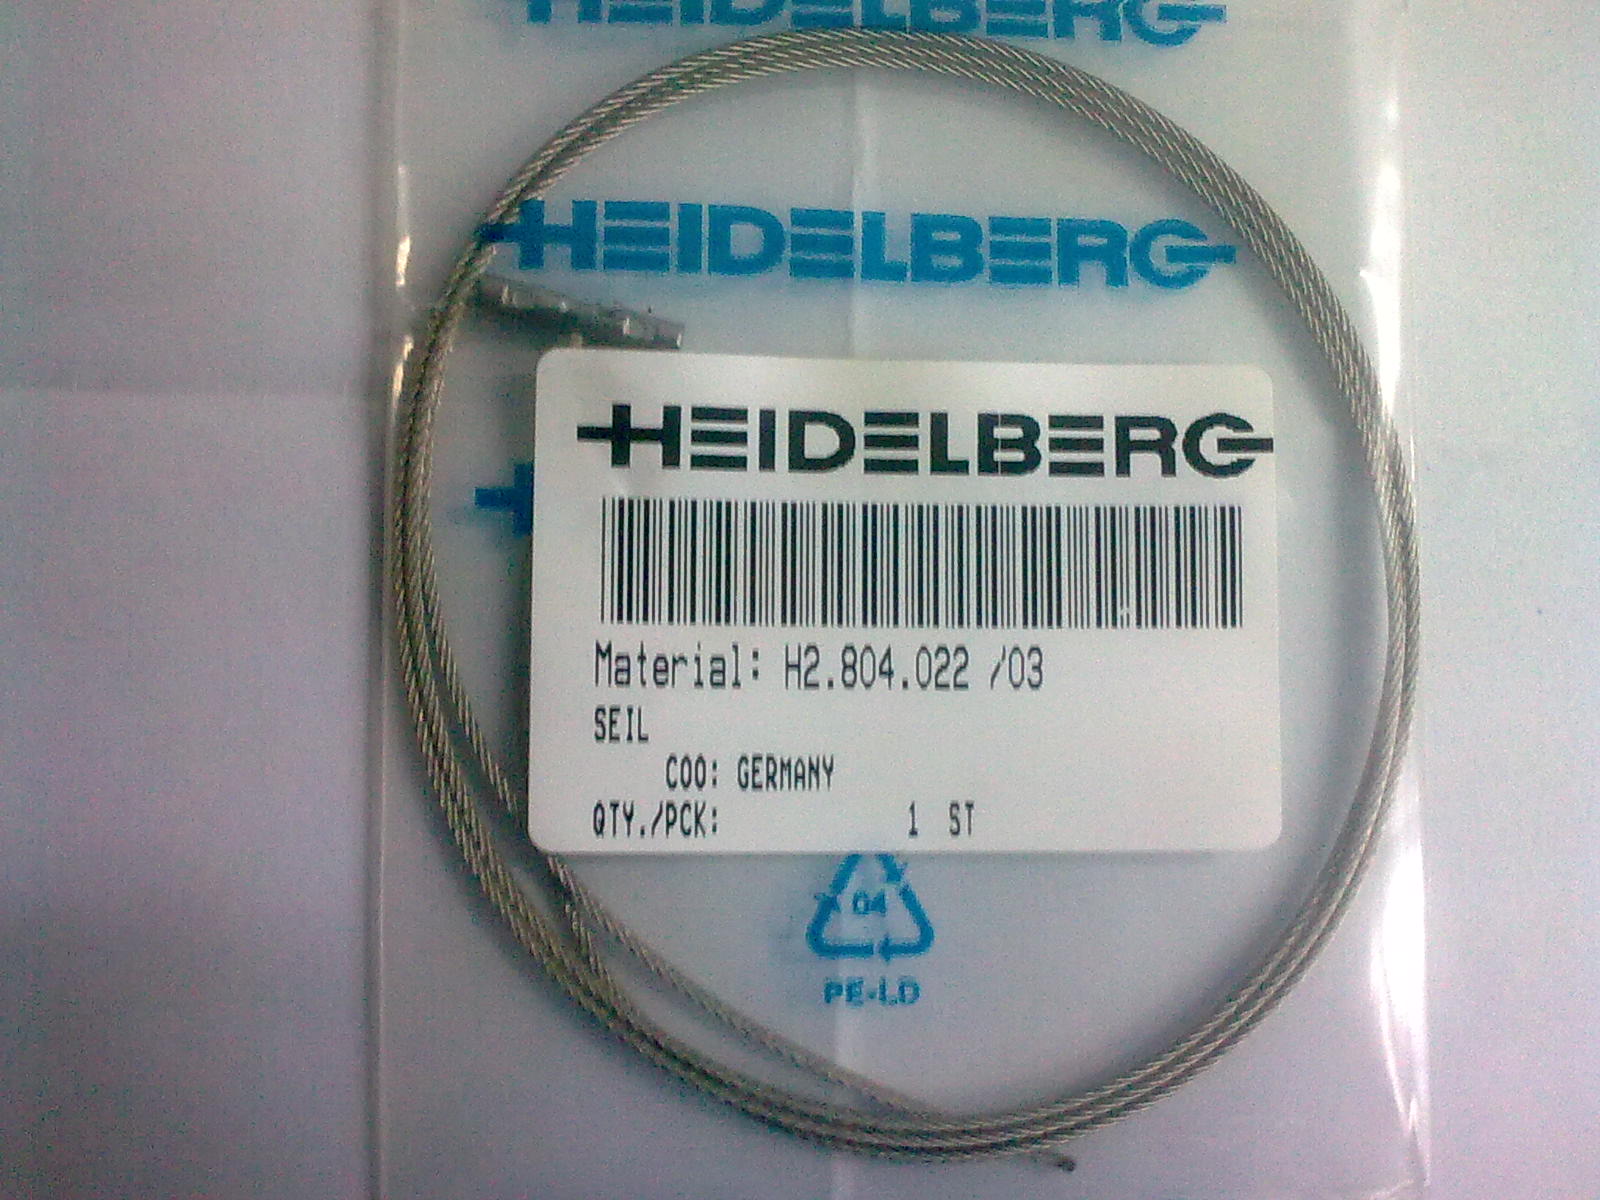 HEIDELBERG
HEIDELBERG
HEIDELBERG
Material: H2.804.022 /03
SEIL
COO: GERMANY
QTY./PCK: 1 ST
04
PE-LD